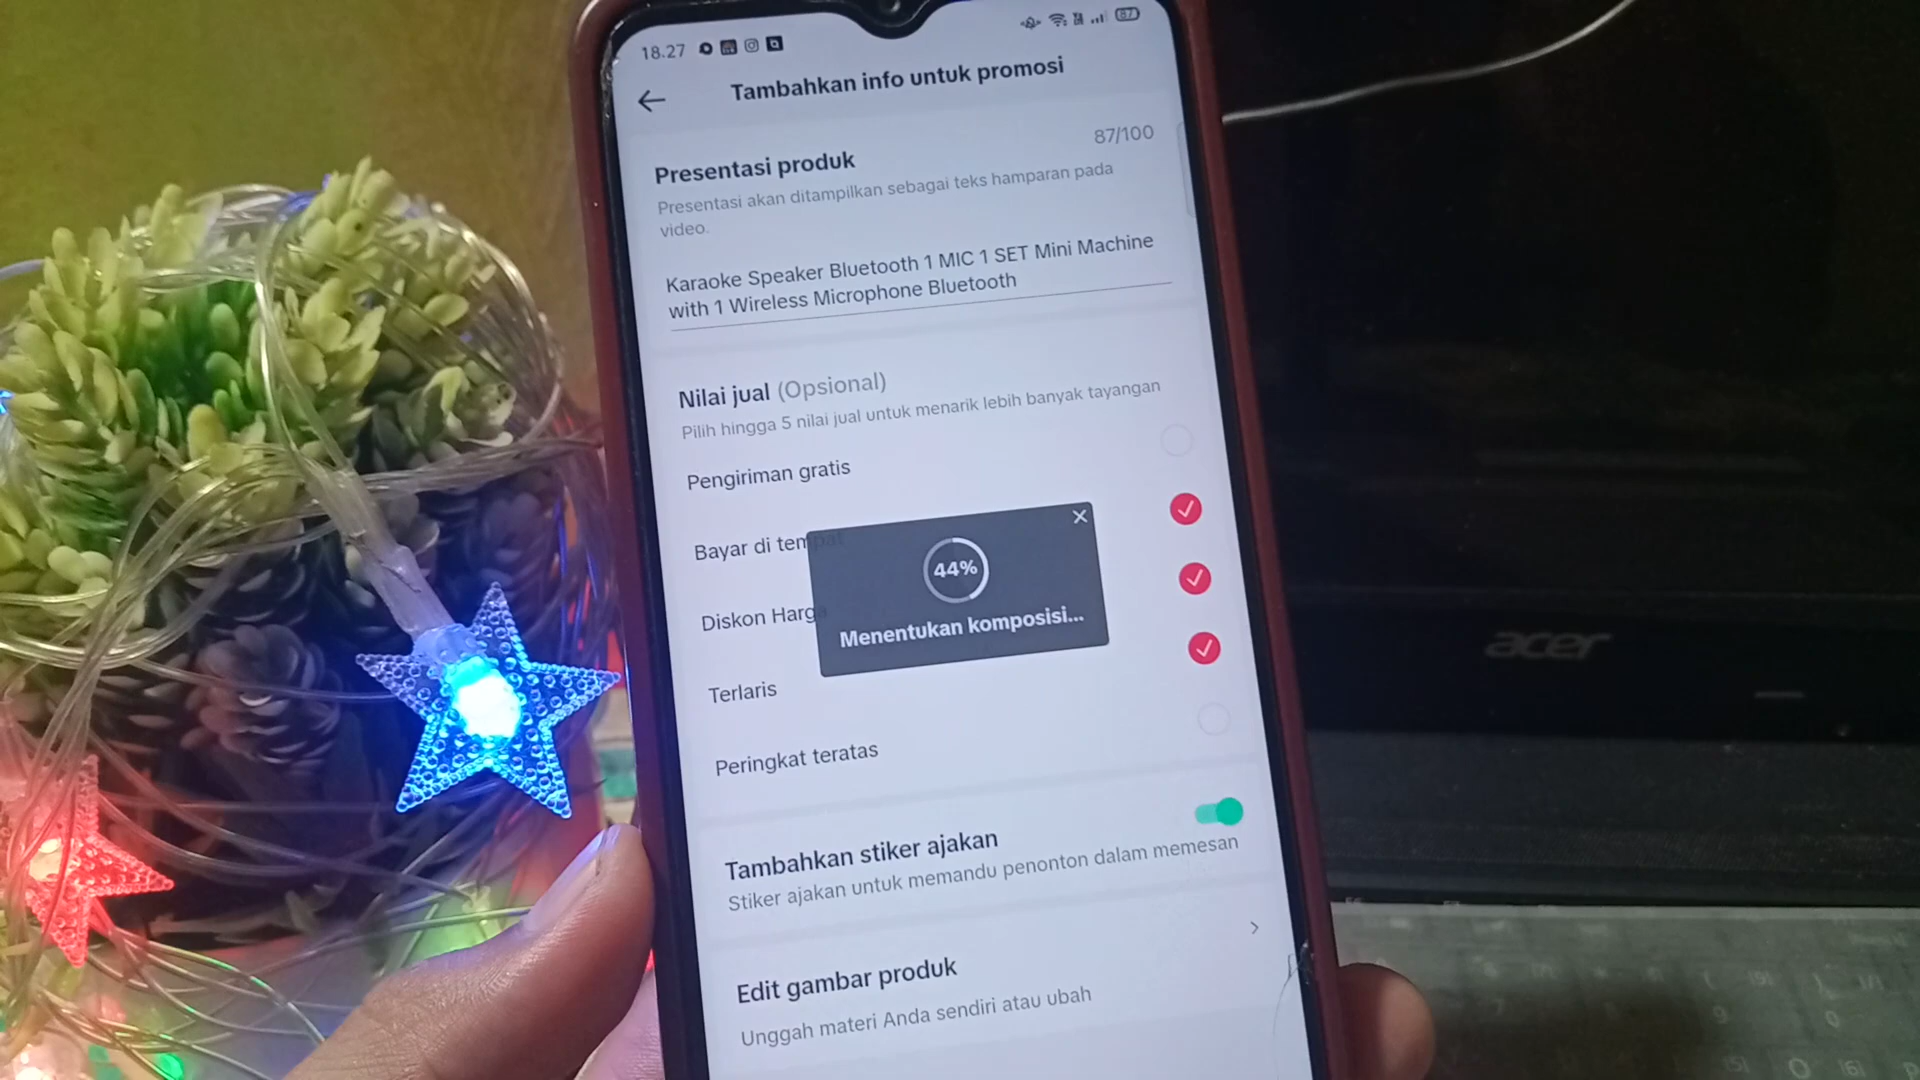 18.27
87
Tambahkan info untuk promosi
Presentasi produk
87/100
Presentasi akan ditampilkan sebagai teks hamparan pada
video.
Karaoke Speaker Bluetooth 1 MIC 1 SET Mini Machine
with 1 Wireless Microphone Bluetooth
Nilai jual (Opsional)
Pilih hingga 5 nilai jual untuk menarik lebih banyak tayangan
Pengiriman gratis
Bayar di tempat
Diskon Harga
44%
Menentukan komposisi...
Terlaris
Peringkat teratas
Tambahkan stiker ajakan
Stiker ajakan untuk memandu penonton dalam memesan
Edit gambar produk
Unggah materi Anda sendiri atau ubah
acer